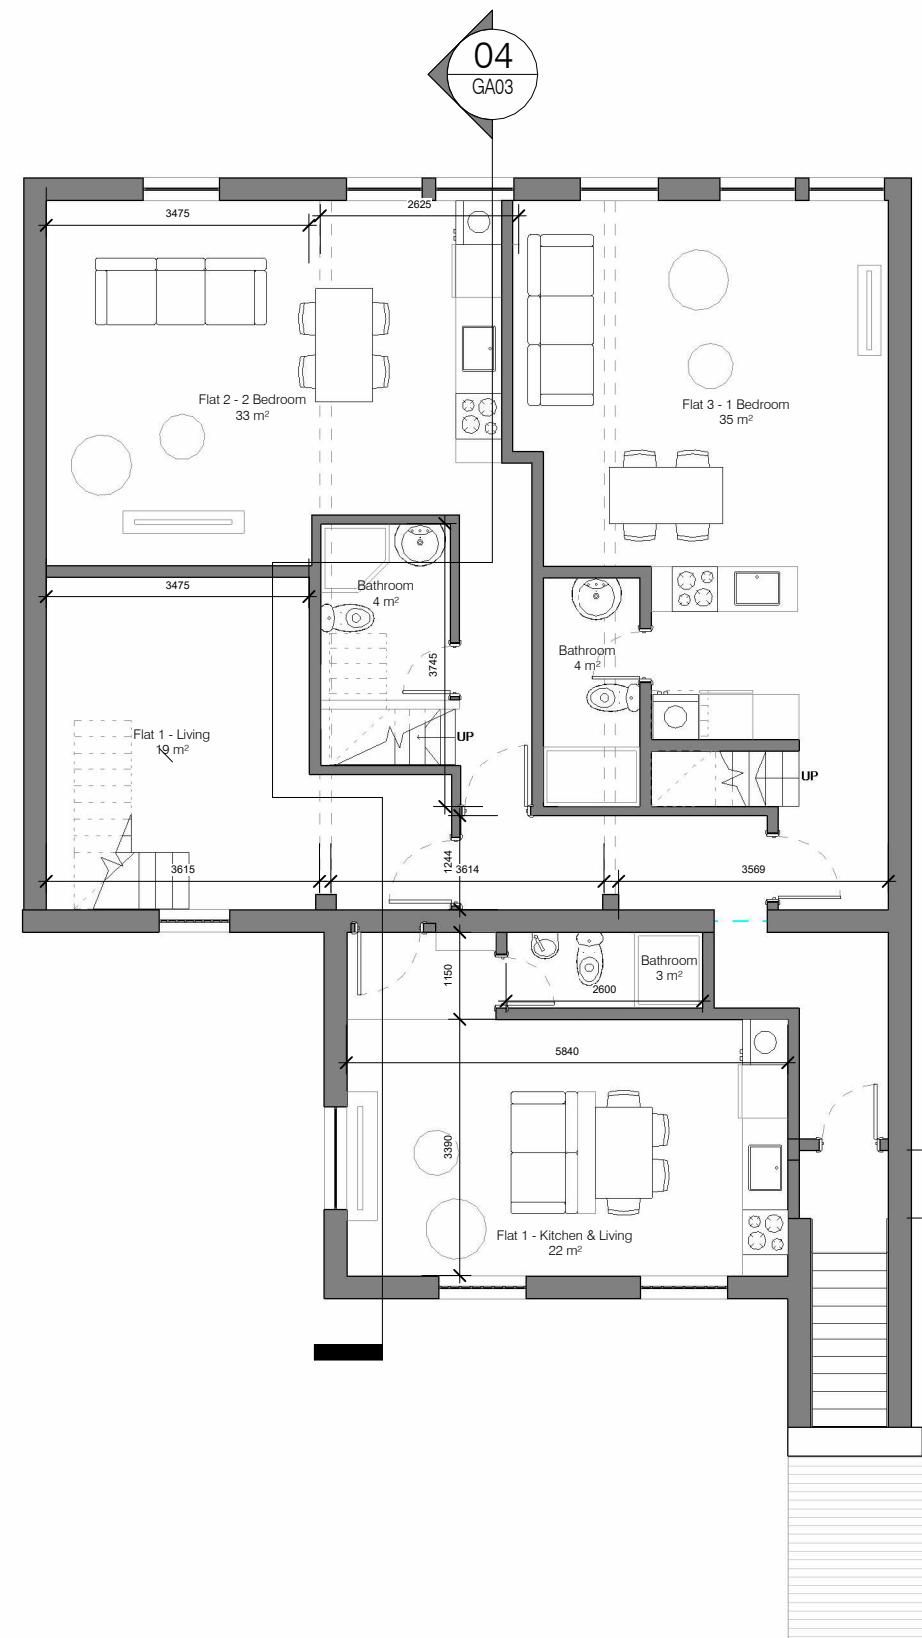 04
GA03
3475
2625
Flat 2 - 2 Bedroom
33 m²
Flat 3 - 1 Bedroom
35 m²
3475
Bathroom
4 m²
3745
Bathroom
4 m²
Flat 1 - Living
19 m²
UP
UP
3615
1244
3614
3569
Bathroom
3 m²
1150
2600
5840
3390
Flat 1 - Kitchen & Living
22 m²